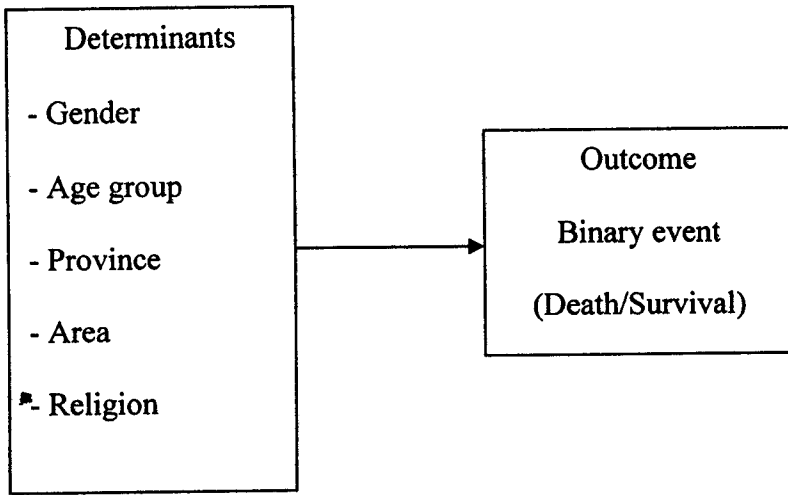 Determinants
- Gender
- Age group
- Province
- Area
- Religion
Outcome
Binary event
(Death/Survival)